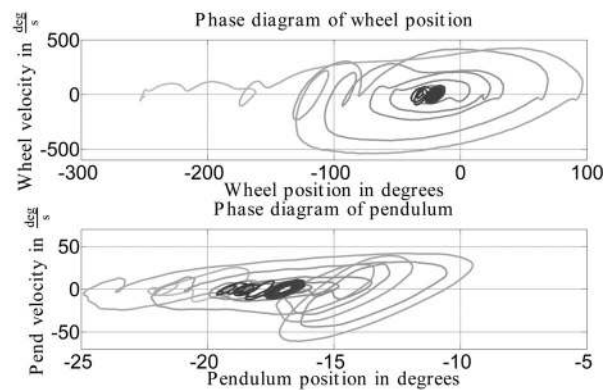 Phase diagram of wheel position
Wheel velocity in deg/s
500
0
-500
-300
-200
-100
0
100
Wheel position in degrees
Phase diagram of pendulum
Pend velocity in deg/s
50
0
-50
-25
-20
-15
-10
-5
Pendulum position in degrees